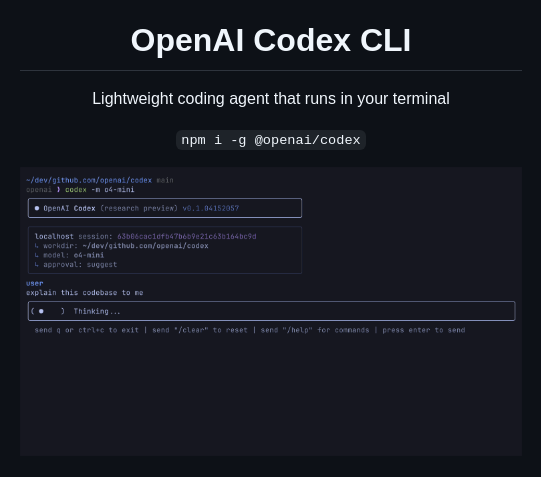 OpenAI Codex CLI
Lightweight coding agent that runs in your terminal
npm i -g @openai/codex
~/dev/github.com/openai/codex main
openai ❯ codex -m o4-mini
● OpenAI Codex (research preview) v0.1.04152057
localhost session: 63b06cac1dfb47b6b9e21c63b164bc9d
↳ workdir: ~/dev/github.com/openai/codex
↳ model: o4-mini
↳ approval: suggest
user
explain this codebase to me
( ● ) Thinking...
send q or ctrl+c to exit | send "/clear" to reset | send "/help" for commands | press enter to send